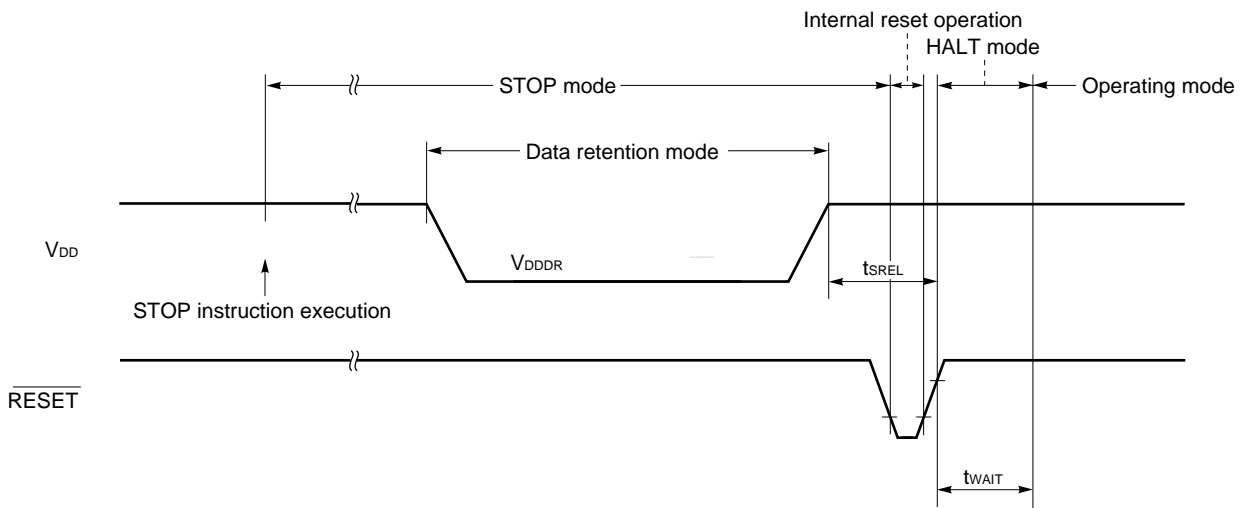 Internal reset operation
HALT mode
STOP mode
Operating mode
Data retention mode
VDD
VDDDR
tSREL
STOP instruction execution
RESET
tWAIT